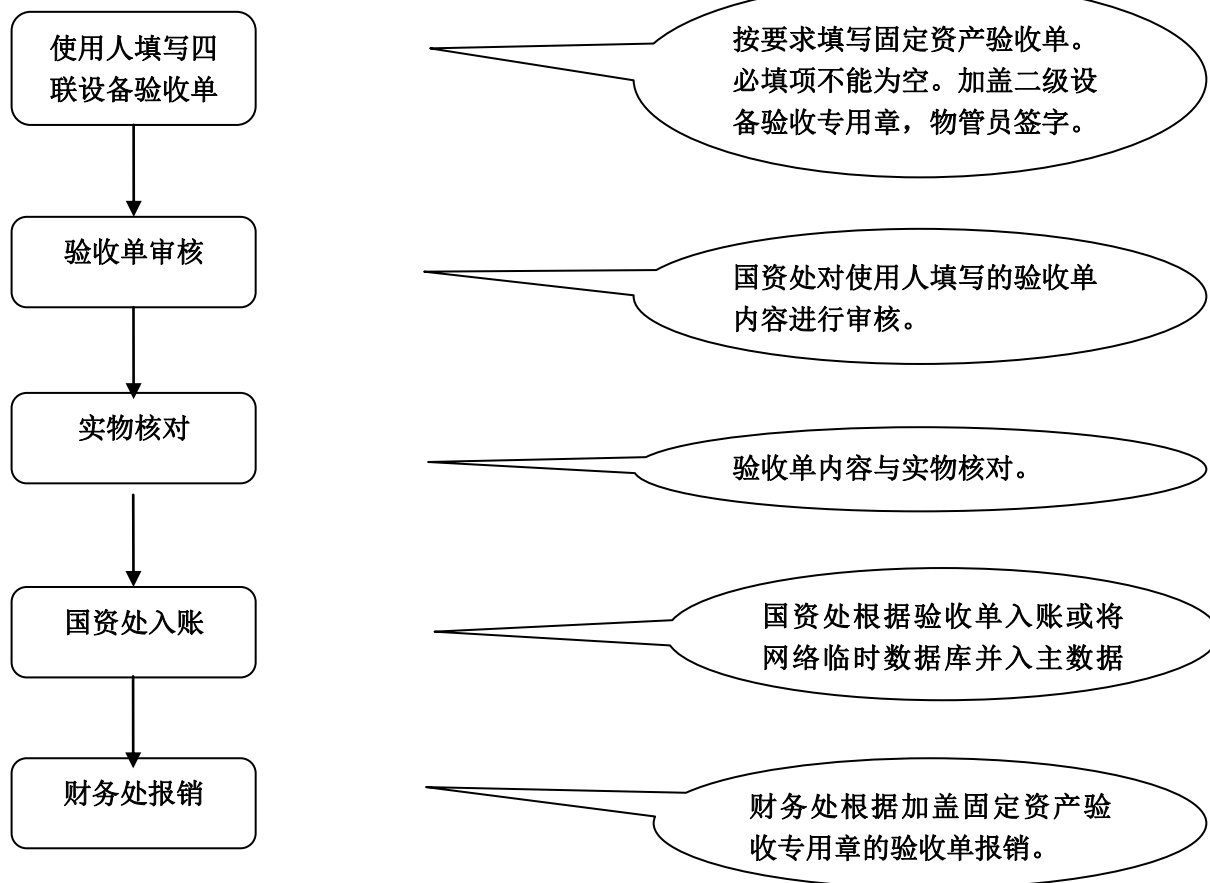 使用人填写四
联设备验收单
按要求填写固定资产验收单。
必填项不能为空。加盖二级设
备验收专用章，物管员签字。
验收单审核
国资处对使用人填写的验收单
内容进行审核。
实物核对
验收单内容与实物核对。
国资处入账
国资处根据验收单入账或将
网络临时数据库并入主数据
财务处报销
财务处根据加盖固定资产验
收专用章的验收单报销。